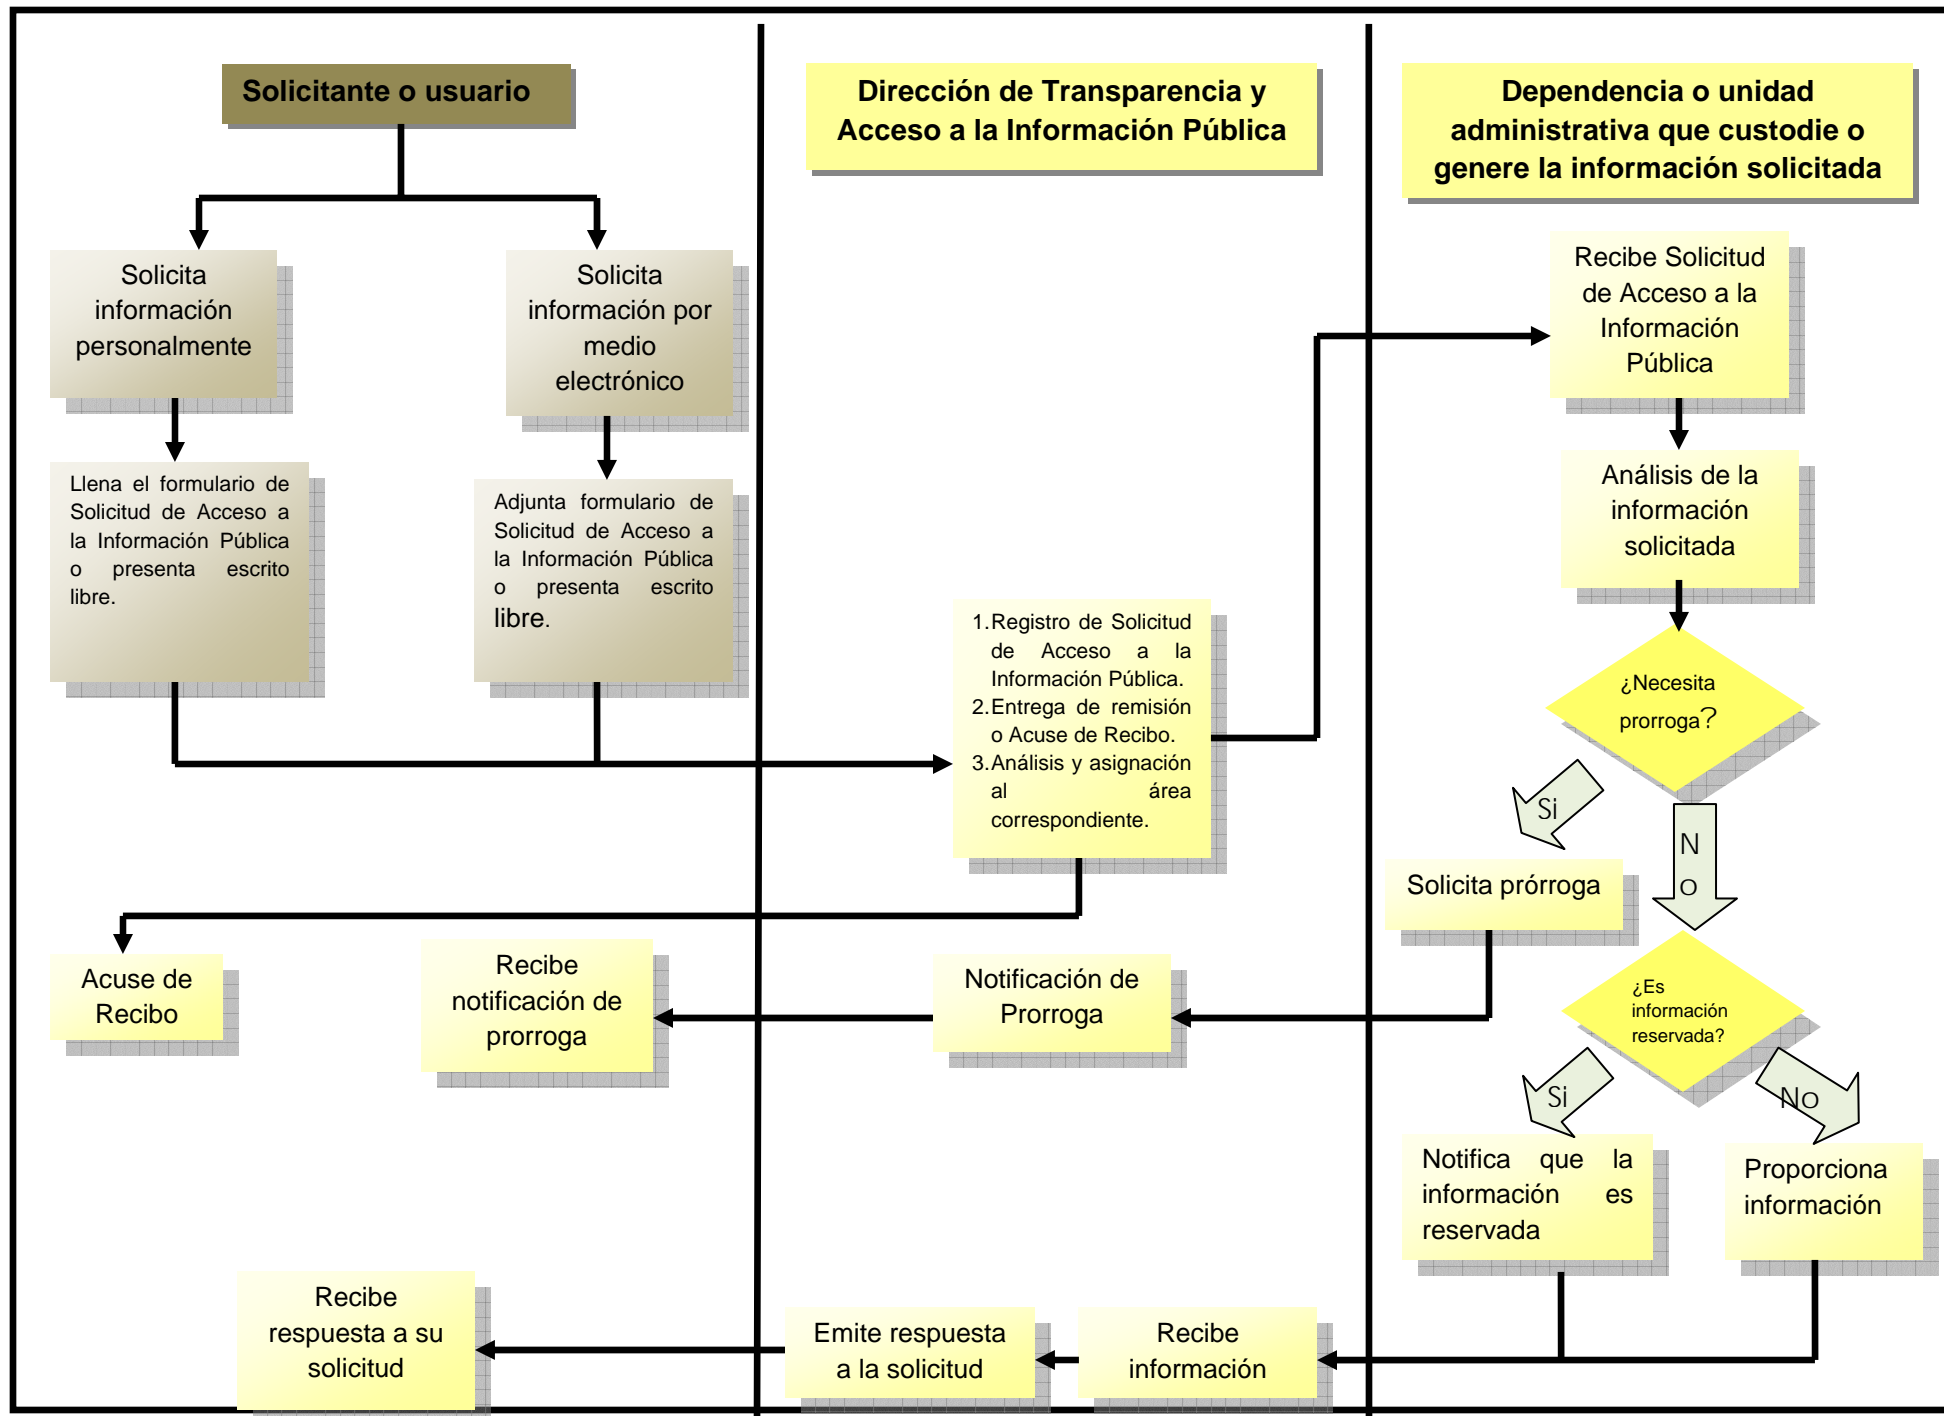 Solicitante o usuario
Dirección de Transparencia y
Acceso a la Información Pública
Dependencia o unidad
administrativa que custodie o
genere la información solicitada
Solicita
información
personalmente
Solicita
información por
medio
electrónico
Recibe Solicitud
de Acceso a la
Información
Pública
Llena el formulario de
Solicitud de Acceso a
la Información Pública
o presenta escrito
libre.
Adjunta formulario de
Solicitud de Acceso a
la Información Pública
o presenta escrito
libre.
Análisis de la
información
solicitada
1.Registro de Solicitud
de Acceso a la
Información Pública.
2.Entrega de remisión
o Acuse de Recibo.
3.Análisis y asignación
al área
correspondiente.
¿Necesita
prorroga?
Si
N
o
Solicita prórroga
Acuse de
Recibo
Recibe
notificación de
prorroga
Notificación de
Prorroga
¿Es
información
reservada?
Si
No
Notifica que la
información es
reservada
Proporciona
información
Recibe
respuesta a su
solicitud
Emite respuesta
a la solicitud
Recibe
información